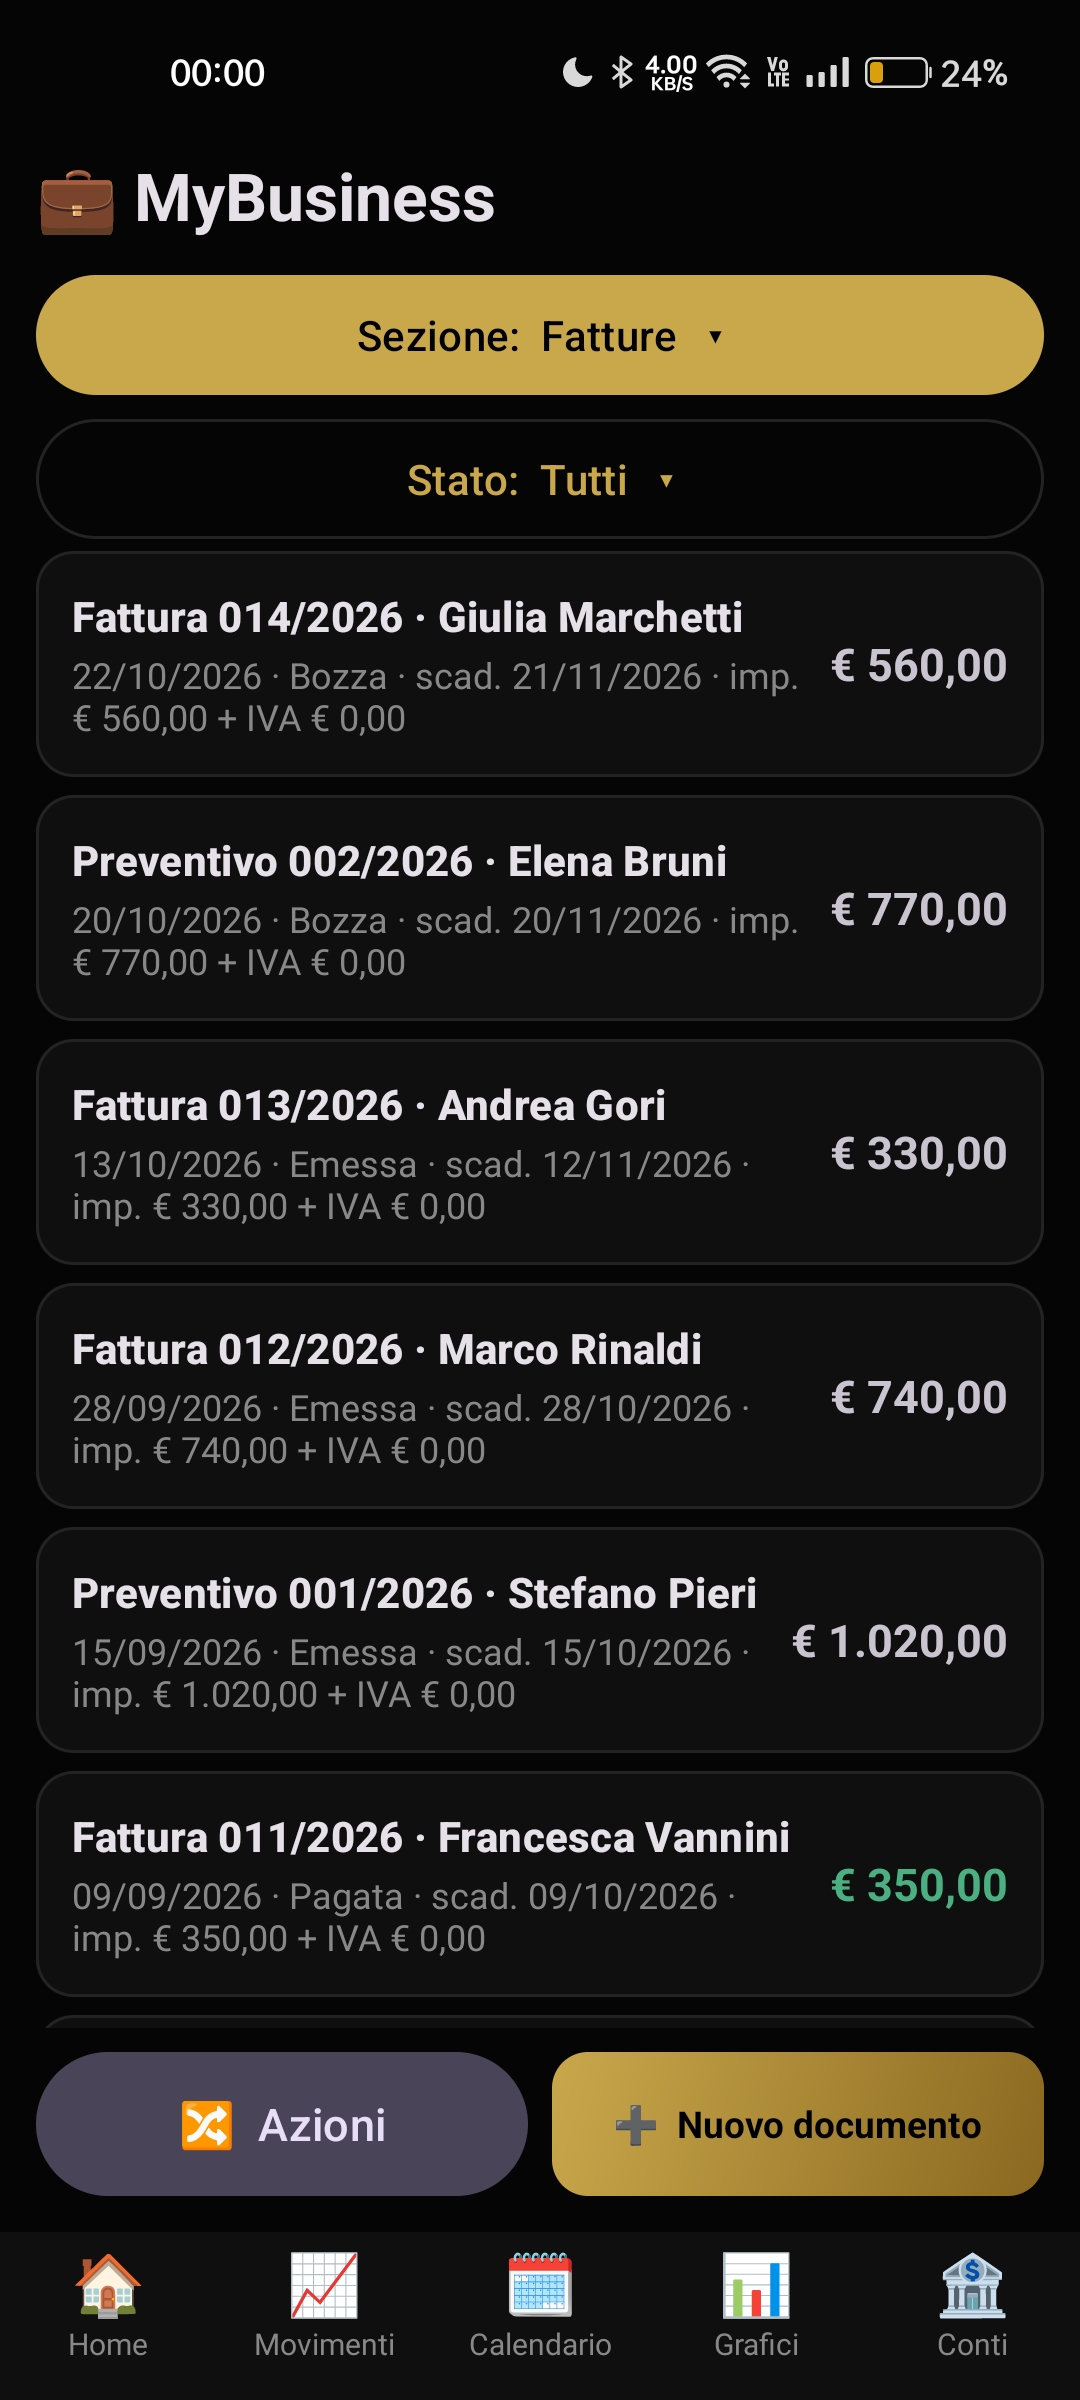 00:00
4.00 KB/S
Vo LTE
24%
MyBusiness
Sezione: Fatture ▼
Stato: Tutti ▼
Fattura 014/2026 · Giulia Marchetti
22/10/2026 · Bozza · scad. 21/11/2026 · imp.
€ 560,00 + IVA € 0,00
€ 560,00
Preventivo 002/2026 · Elena Bruni
20/10/2026 · Bozza · scad. 20/11/2026 · imp.
€ 770,00 + IVA € 0,00
€ 770,00
Fattura 013/2026 · Andrea Gori
13/10/2026 · Emessa · scad. 12/11/2026 ·
imp. € 330,00 + IVA € 0,00
€ 330,00
Fattura 012/2026 · Marco Rinaldi
28/09/2026 · Emessa · scad. 28/10/2026 ·
imp. € 740,00 + IVA € 0,00
€ 740,00
Preventivo 001/2026 · Stefano Pieri
15/09/2026 · Emessa · scad. 15/10/2026 ·
imp. € 1.020,00 + IVA € 0,00
€ 1.020,00
Fattura 011/2026 · Francesca Vannini
09/09/2026 · Pagata · scad. 09/10/2026 ·
imp. € 350,00 + IVA € 0,00
€ 350,00
Azioni
Nuovo documento
Home
Movimenti
Calendario
Grafici
Conti